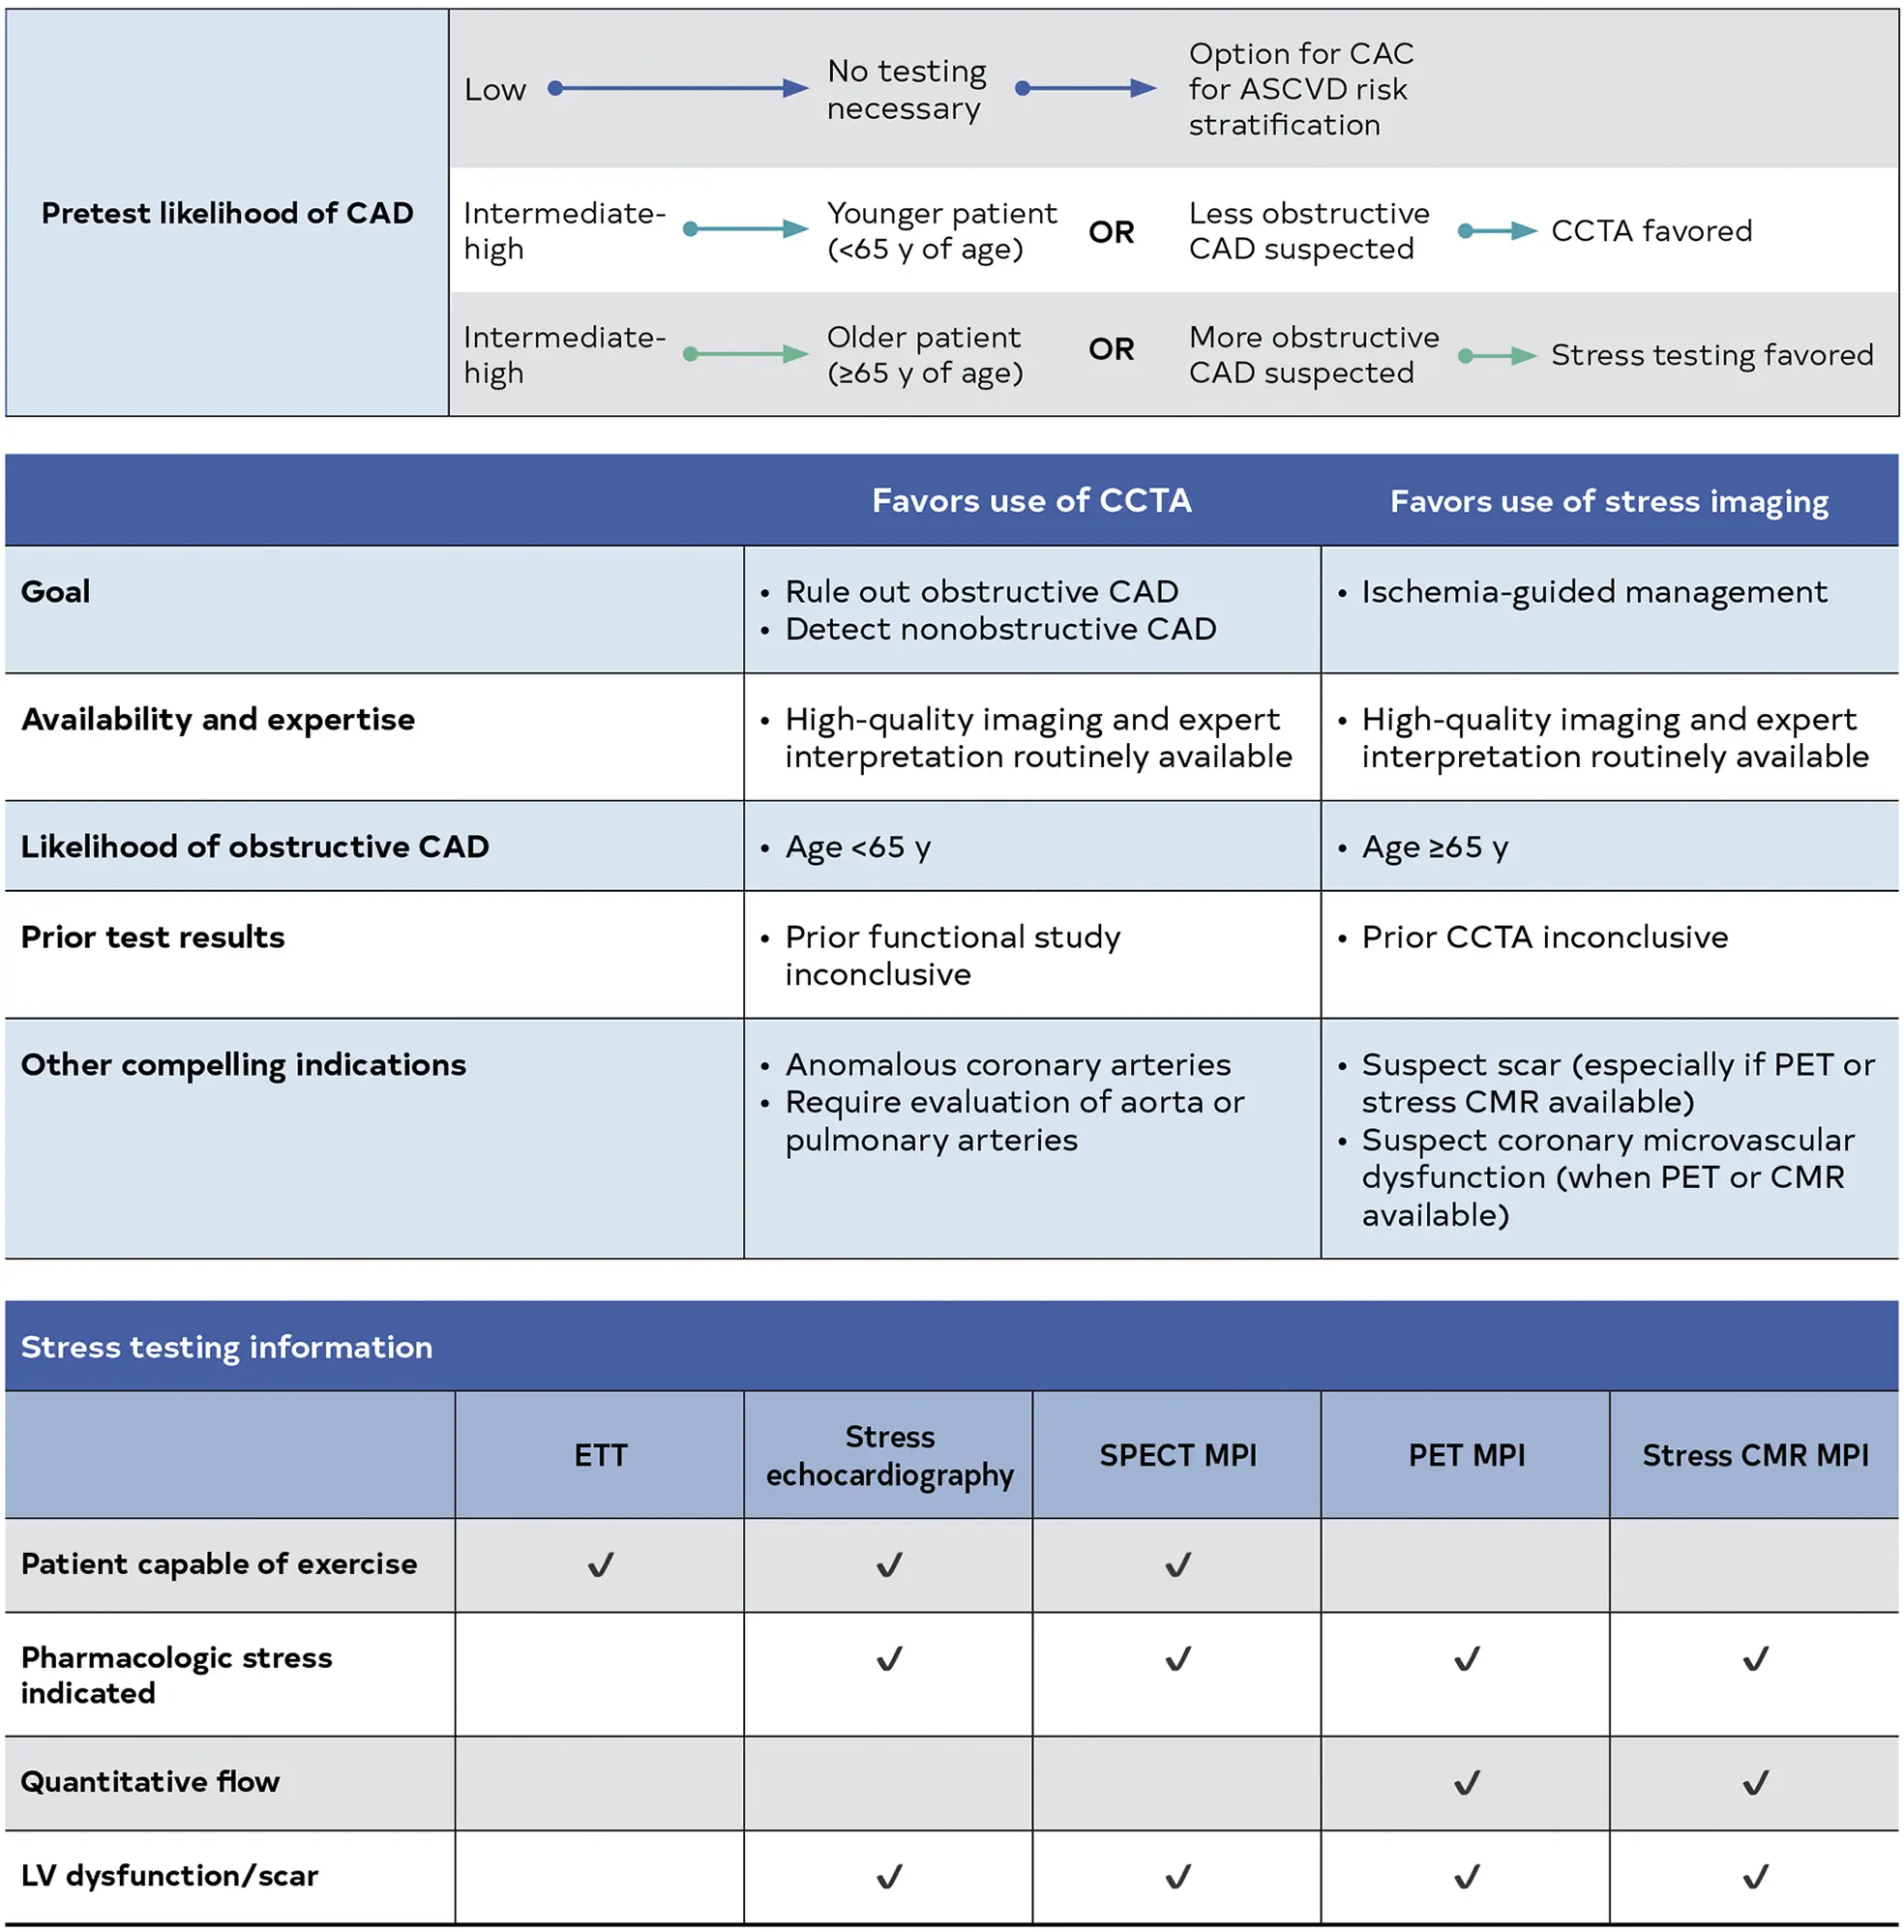 Pretest likelihood of CAD
Low
No testing
necessary
Option for CAC
for ASCVD risk
stratification
Intermediate-
high
Younger patient
(<65 y of age)
OR
Less obstructive
CAD suspected
CCTA favored
Intermediate-
high
Older patient
(≥65 y of age)
OR
More obstructive
CAD suspected
Stress testing favored
Favors use of CCTA
Favors use of stress imaging
Goal
• Rule out obstructive CAD
• Detect nonobstructive CAD
• Ischemia-guided management
Availability and expertise
• High-quality imaging and expert
interpretation routinely available
• High-quality imaging and expert
interpretation routinely available
Likelihood of obstructive CAD
• Age <65 y
• Age ≥65 y
Prior test results
• Prior functional study
inconclusive
• Prior CCTA inconclusive
Other compelling indications
• Anomalous coronary arteries
• Require evaluation of aorta or
pulmonary arteries
• Suspect scar (especially if PET or
stress CMR available)
• Suspect coronary microvascular
dysfunction (when PET or CMR
available)
Stress testing information
ETT
Stress
echocardiography
SPECT MPI
PET MPI
Stress CMR MPI
Patient capable of exercise
✓ ✓ ✓
Pharmacologic stress
indicated
✓ ✓ ✓ ✓
Quantitative flow
✓ ✓
LV dysfunction/scar
✓ ✓ ✓ ✓